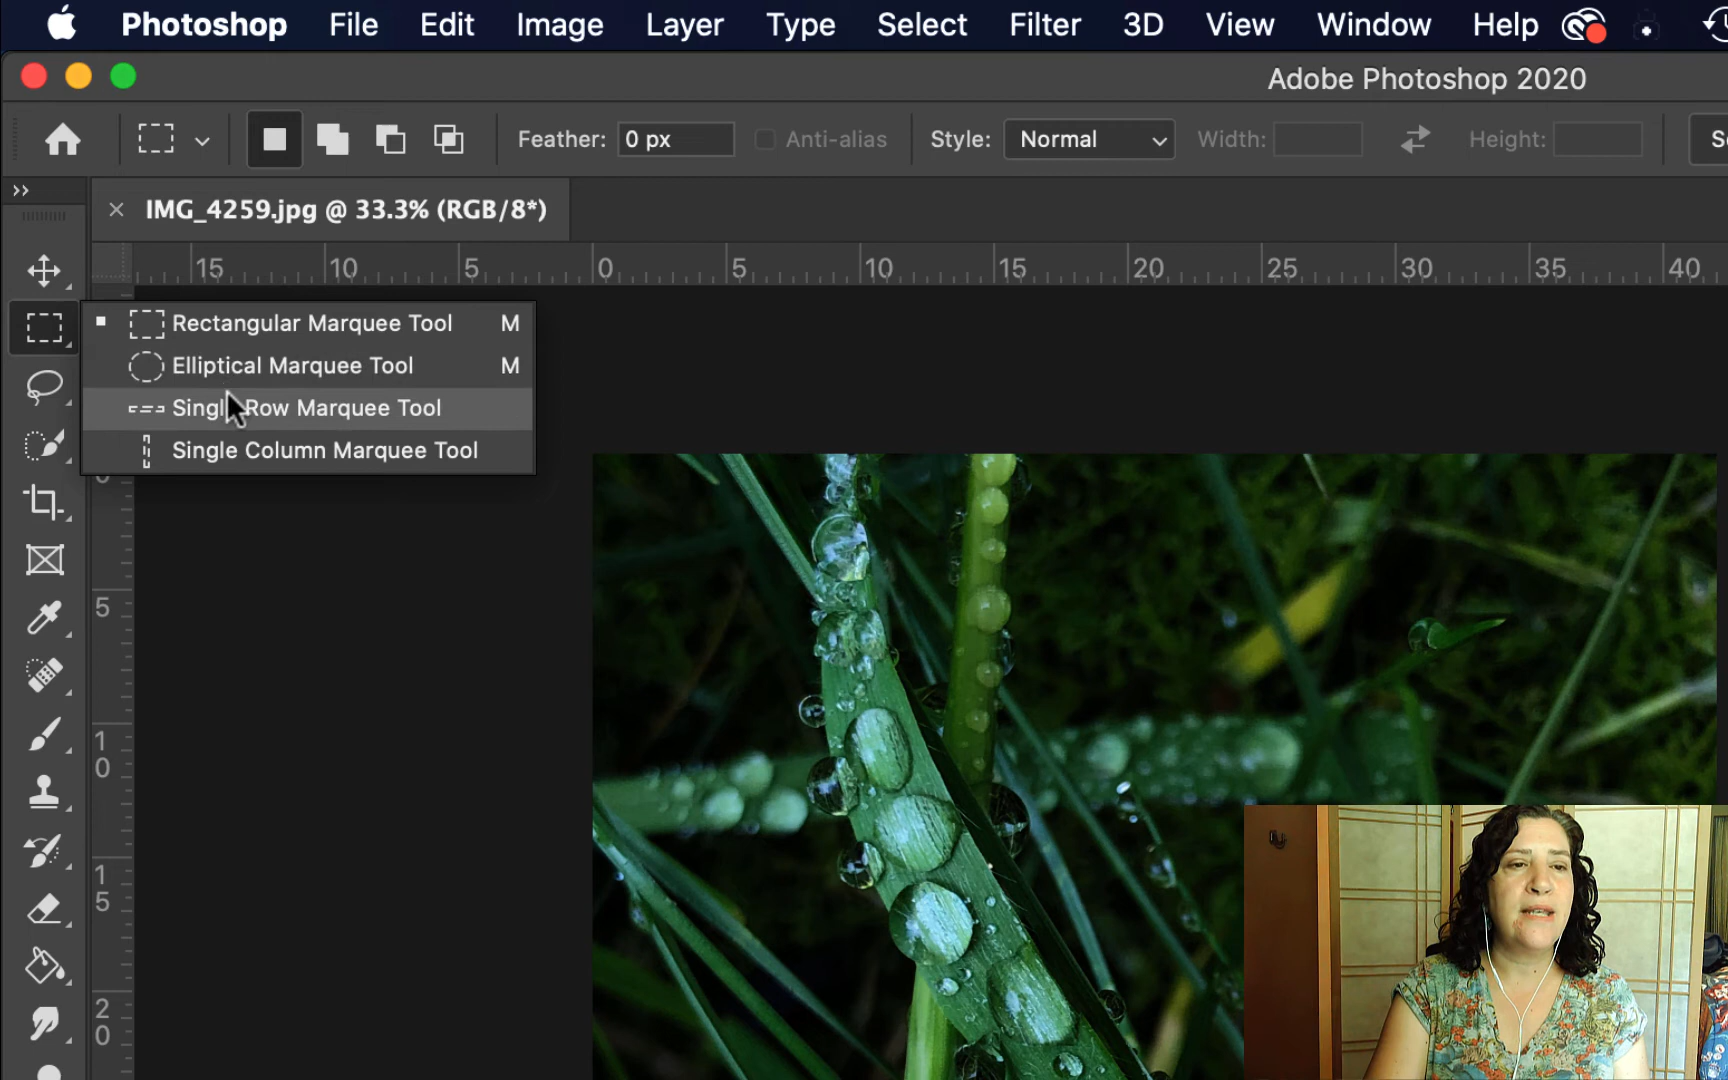 Photoshop File Edit Image Layer Type Select Filter 3D View Window Help
Adobe Photoshop 2020
Feather: 0 px Anti-alias Style: Normal Width: Height:
IMG_4259.jpg @ 33.3% (RGB/8*)
15 10 5 0 5 10 15 20 25 30 35 40
Rectangular Marquee Tool M
Elliptical Marquee Tool M
Single Row Marquee Tool
Single Column Marquee Tool
5
10
15
20